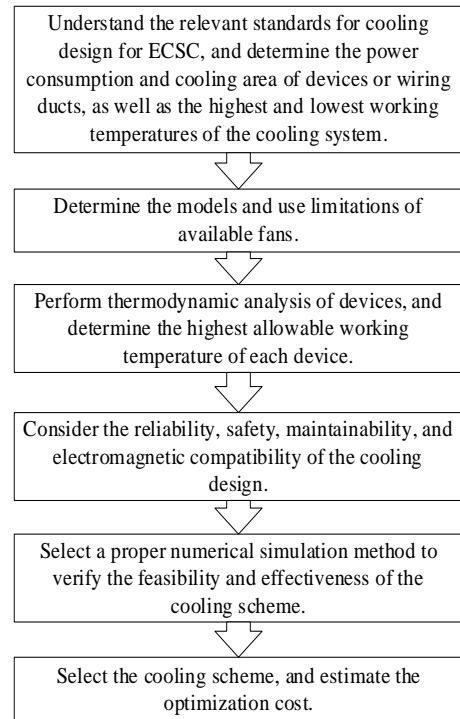 Understand the relevant standards for cooling
design for ECSC, and determine the power
consumption and cooling area of devices or wiring
ducts, as well as the highest and lowest working
temperatures of the cooling system.
Determine the models and use limitations of
available fans.
Perform thermodynamic analysis of devices, and
determine the highest allowable working
temperature of each device.
Consider the reliability, safety, maintainability, and
electromagnetic compatibility of the cooling
design.
Select a proper numerical simulation method to
verify the feasibility and effectiveness of the
cooling scheme.
Select the cooling scheme, and estimate the
optimization cost.